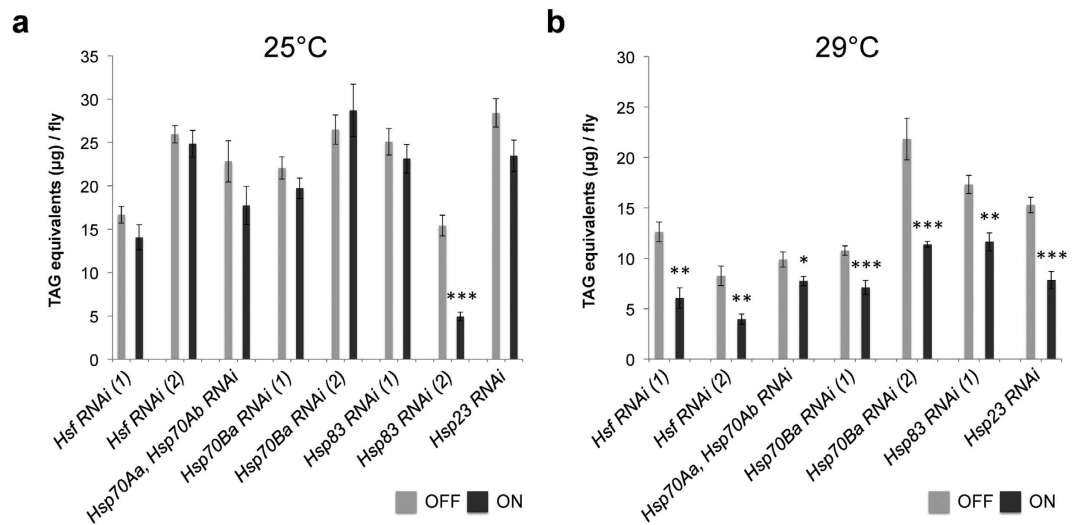 a
25°C
TAG equivalents (µg) / fly
35
30
25
20
15
10
5
0
***
Hsf RNAi (1)
Hsf RNAi (2)
Hsp70Aa, Hsp70Ab RNAi
Hsp70Ba RNAi (1)
Hsp70Ba RNAi (2)
Hsp83 RNAi (1)
Hsp83 RNAi (2)
Hsp23 RNAi
OFF ON
b
29°C
TAG equivalents (µg) / fly
30
25
20
15
10
5
0
**
**
*
***
***
**
***
Hsf RNAi (1)
Hsf RNAi (2)
Hsp70Aa, Hsp70Ab RNAi
Hsp70Ba RNAi (1)
Hsp70Ba RNAi (2)
Hsp83 RNAi (1)
Hsp23 RNAi
OFF ON